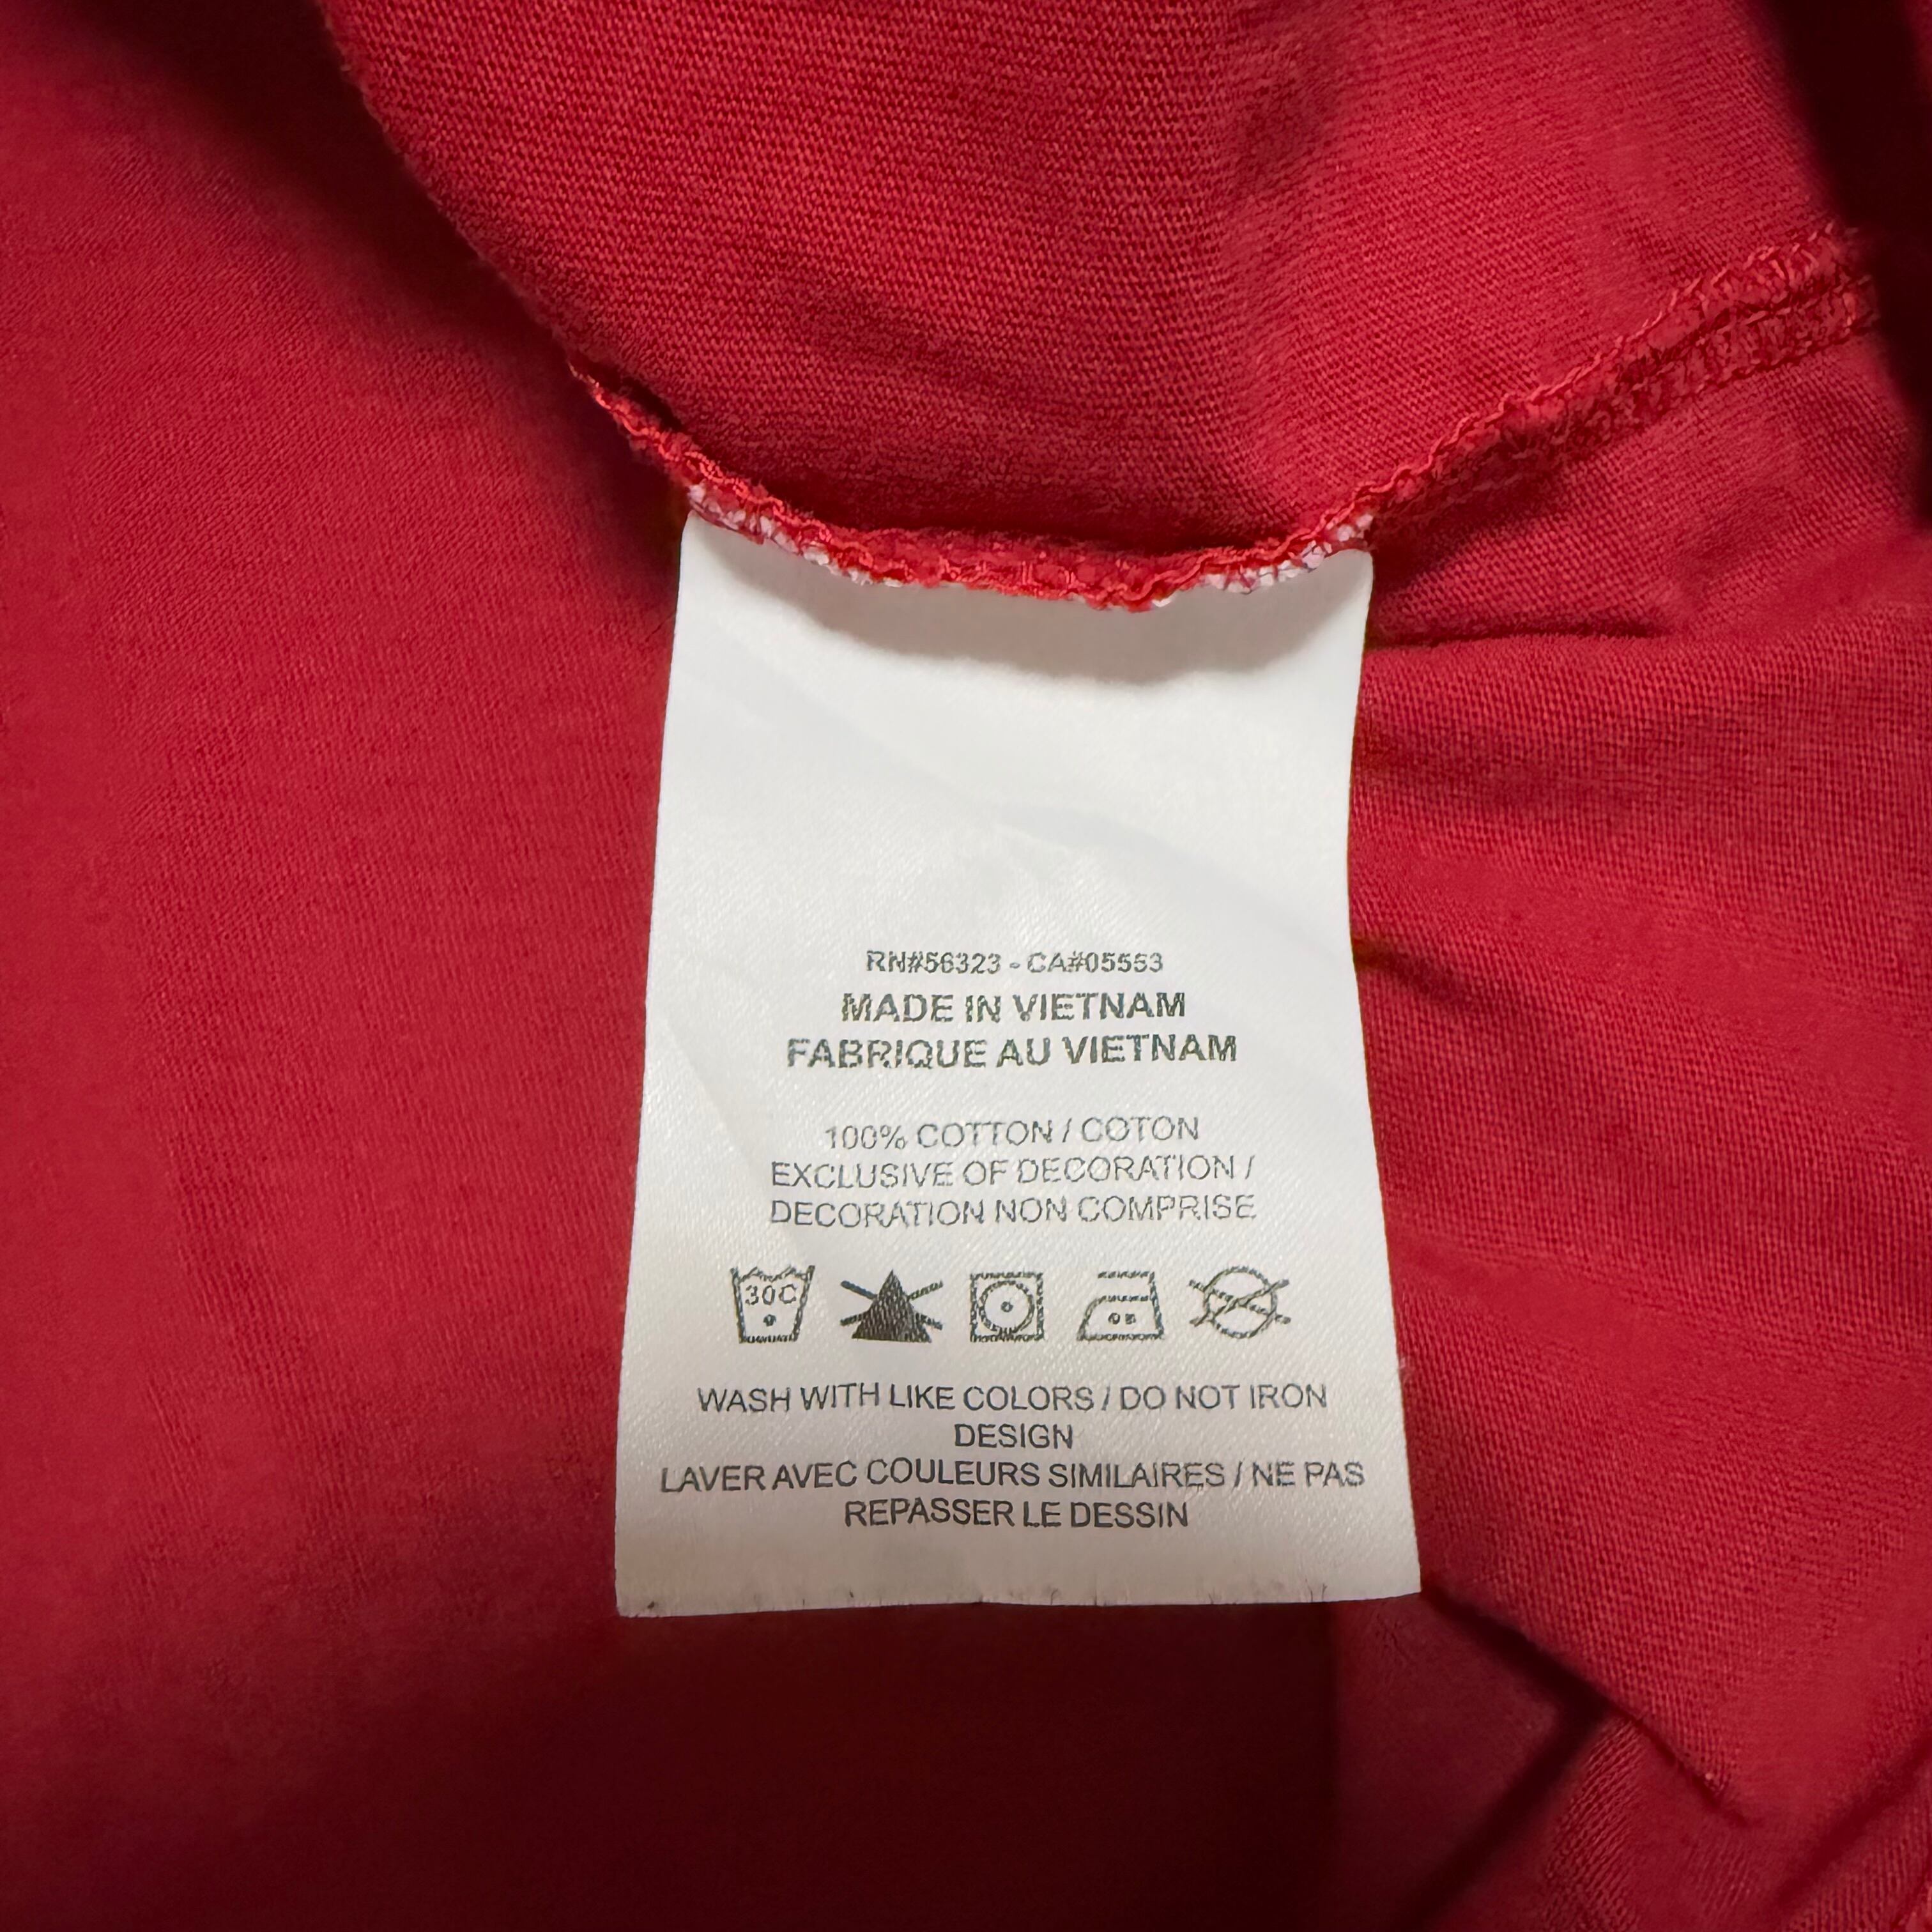 RN#56323 - CA#05553
MADE IN VIETNAM
FABRIQUE AU VIETNAM
100% COTTON / COTON
EXCLUSIVE OF DECORATION /
DECORATION NON COMPRISE
30C
WASH WITH LIKE COLORS / DO NOT IRON
DESIGN
LAVER AVEC COULEURS SIMILAIRES / NE PAS
REPASSER LE DESSIN